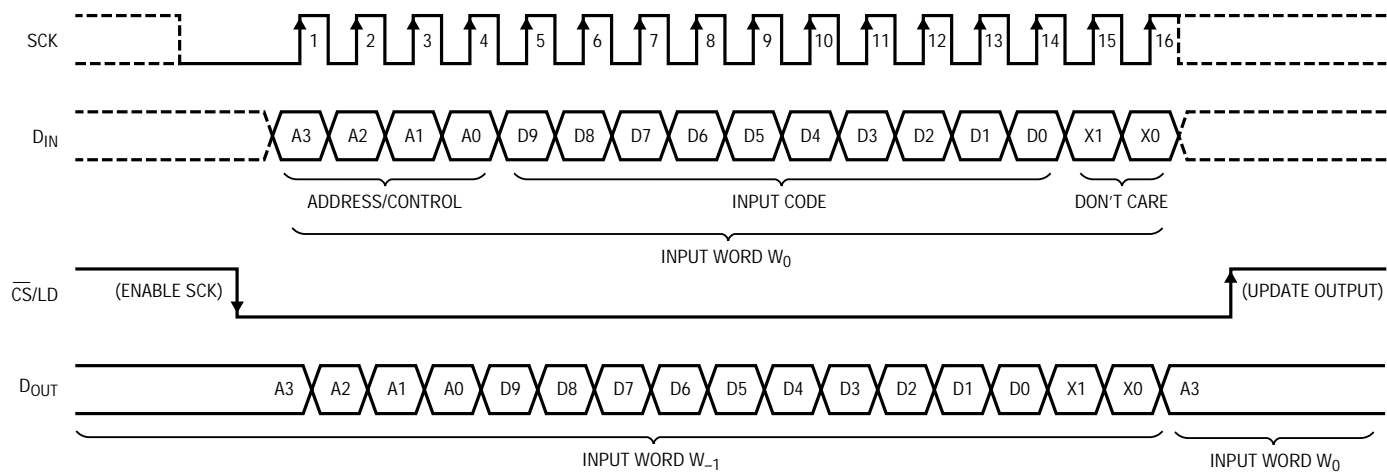 SCK 1 2 3 4 5 6 7 8 9 10 11 12 13 14 15 16
DIN A3 A2 A1 A0 D9 D8 D7 D6 D5 D4 D3 D2 D1 D0 X1 X0
ADDRESS/CONTROL INPUT CODE DON'T CARE
INPUT WORD W0
CS/LD (ENABLE SCK) (UPDATE OUTPUT)
DOUT A3 A2 A1 A0 D9 D8 D7 D6 D5 D4 D3 D2 D1 D0 X1 X0 A3
INPUT WORD W–1 INPUT WORD W0